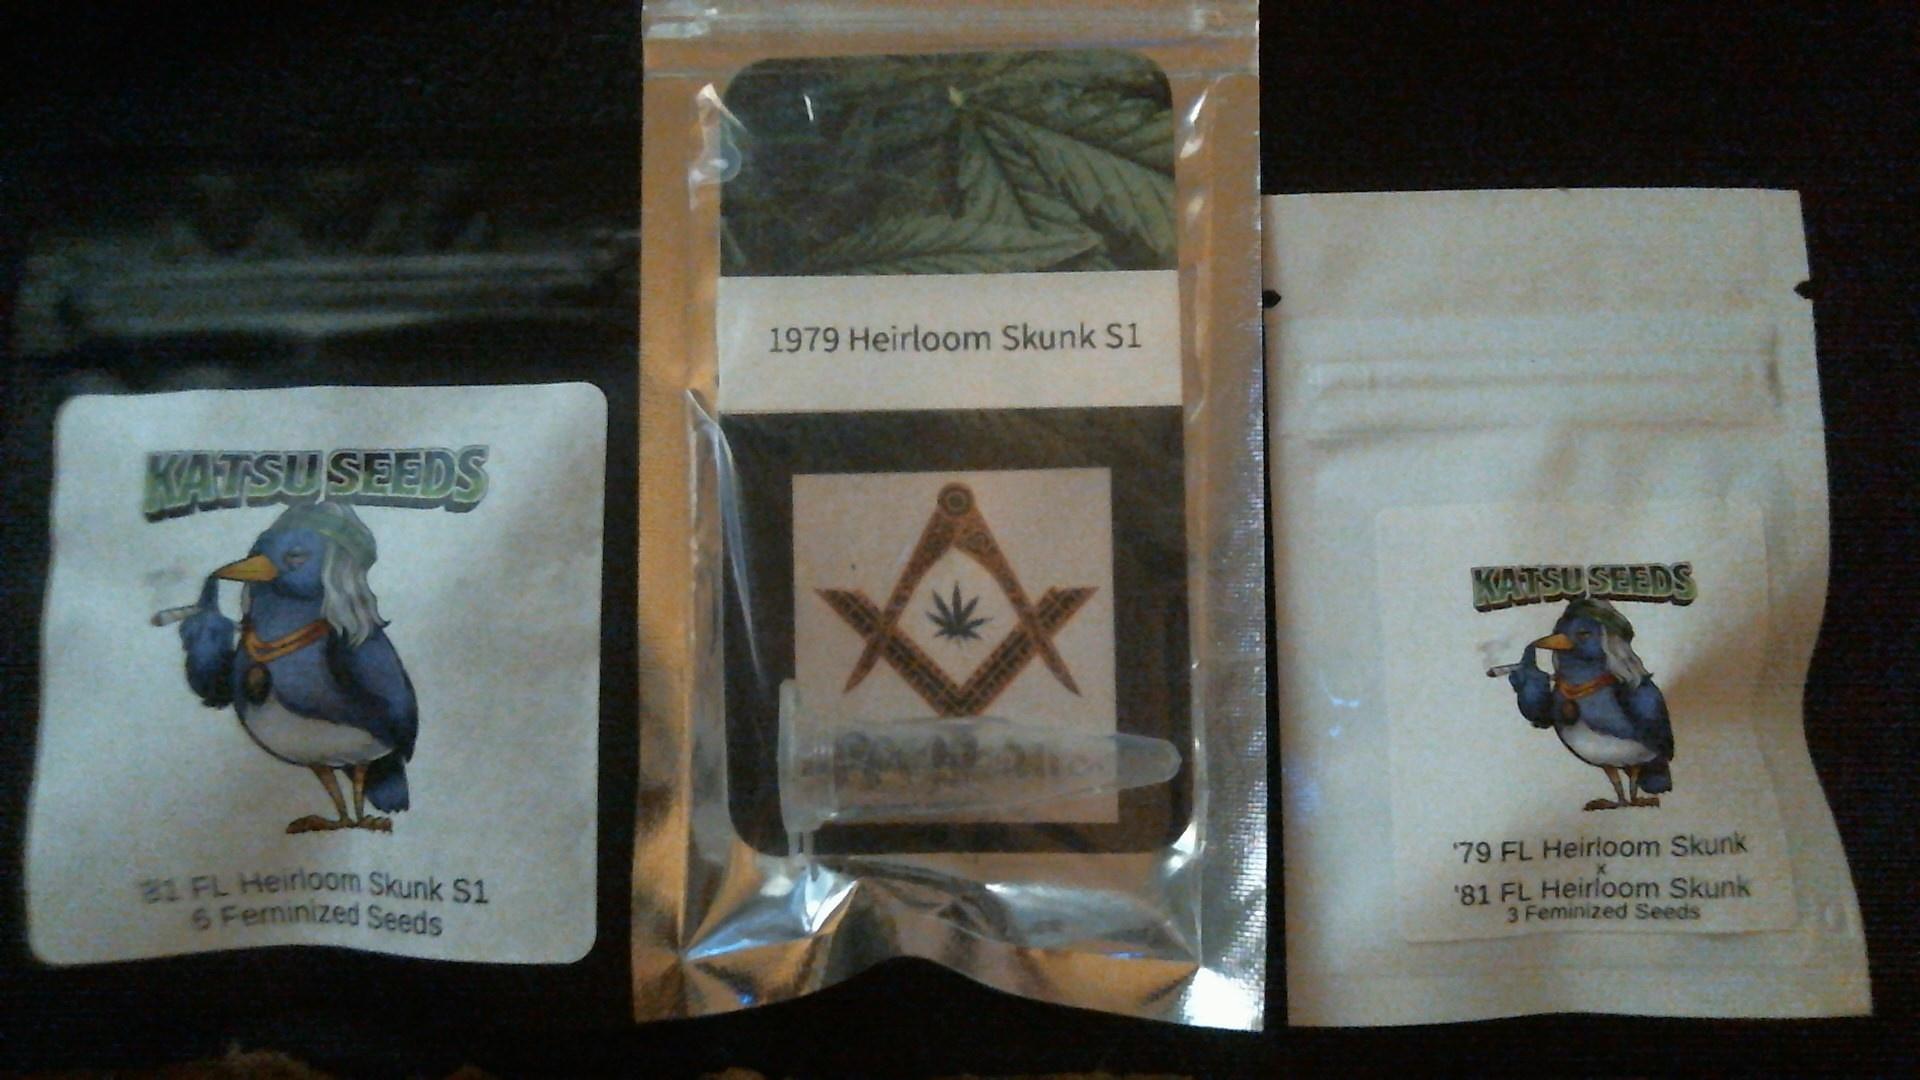 KATSU SEEDS
81 FL Heirloom Skunk S1
6 Feminized Seeds
1979 Heirloom Skunk S1
KATSU SEEDS
'79 FL Heirloom Skunk
x
'81 FL Heirloom Skunk
3 Feminized Seeds